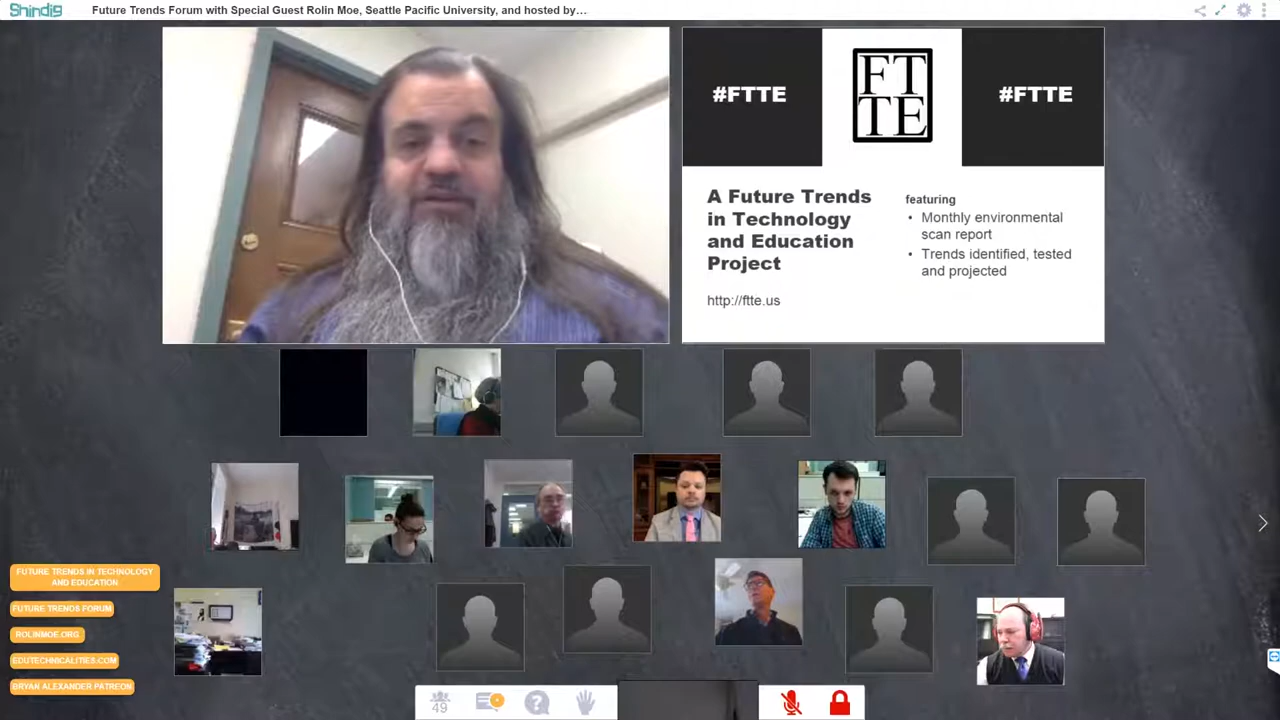 Shindig
Future Trends Forum with Special Guest Rolin Moe, Seattle Pacific University, and hosted by…
#FTTE
FT
TE
#FTTE
A Future Trends
in Technology
and Education
Project
http://ftte.us
featuring
• Monthly environmental
scan report
• Trends identified, tested
and projected
FUTURE TRENDS IN TECHNOLOGY
AND EDUCATION
FUTURE TRENDS FORUM
ROLINMOE.ORG
EDUTECHNICALITIES.COM
BRYAN ALEXANDER PATREON
49